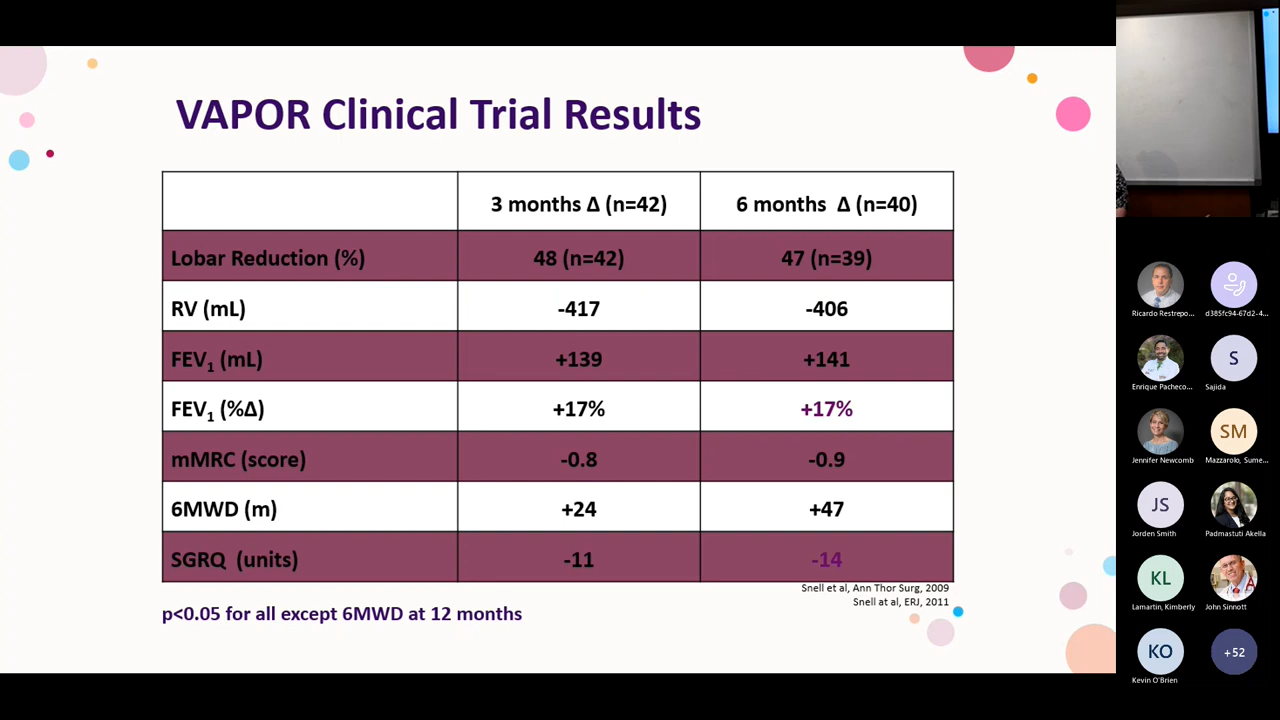 VAPOR Clinical Trial Results
3 months Δ (n=42) 6 months Δ (n=40)
Lobar Reduction (%) 48 (n=42) 47 (n=39)
RV (mL) -417 -406
FEV1 (mL) +139 +141
FEV1 (%Δ) +17% +17%
mMRC (score) -0.8 -0.9
6MWD (m) +24 +47
SGRQ (units) -11 -14
Snell et al, Ann Thor Surg, 2009
Snell at al, ERJ, 2011
p<0.05 for all except 6MWD at 12 months
Ricardo Restrepo... d385fc94-67d2-4...
Enrique Pacheco... S Sajida
Jennifer Newcomb SM Mazzarolo, Sume...
JS Jorden Smith Padmastuti Akella
KL Lamartin, Kimberly John Sinnott
A
KO Kevin O'Brien +52